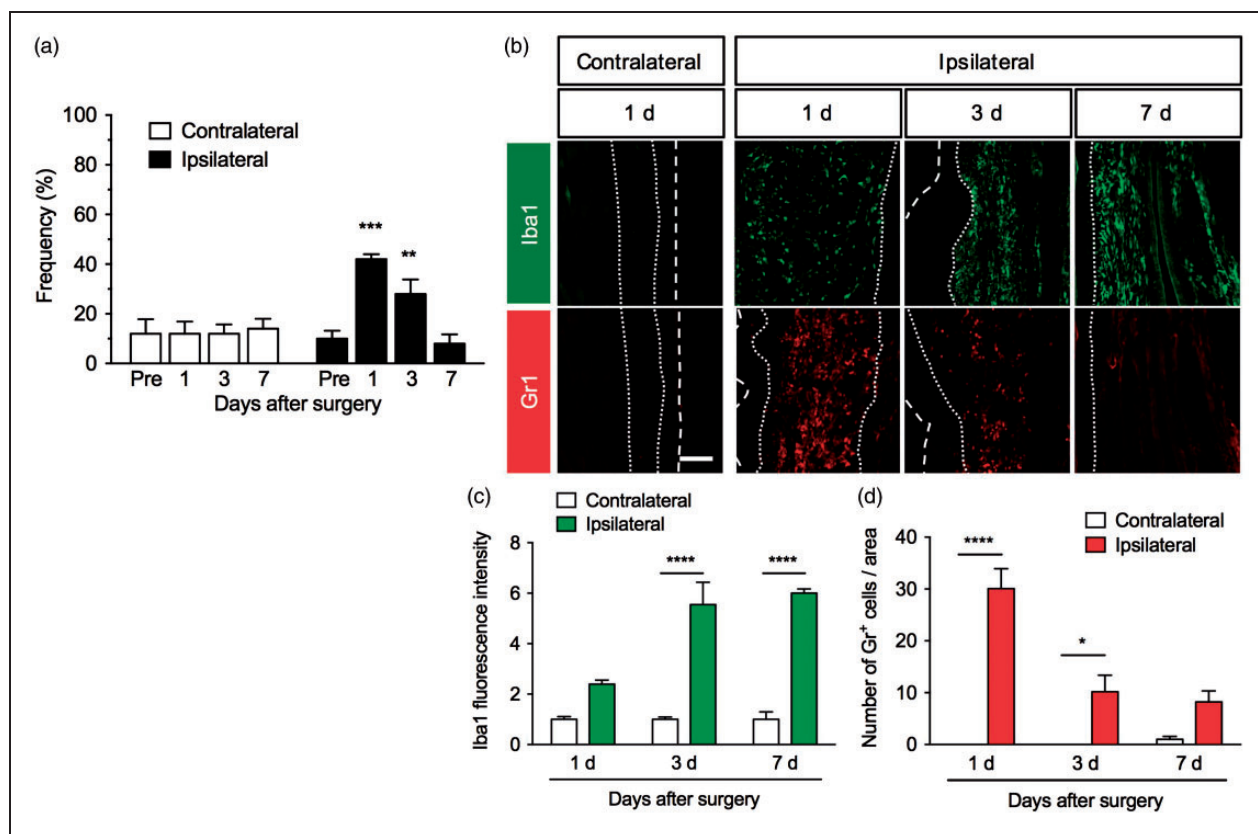 (a)
Contralateral
Ipsilateral
Frequency (%)
100
80
60
40
20
0
***
**
Pre 1 3 7 Pre 1 3 7
Days after surgery
(b)
Contralateral Ipsilateral
1 d 1 d 3 d 7 d
Iba1
Gr1
(c)
Contralateral
Ipsilateral
Iba1 fluorescence intensity
8
6
4
2
0
**** ****
1 d 3 d 7 d
Days after surgery
(d)
Contralateral
Ipsilateral
Number of Gr⁺ cells / area
40
30
20
10
0
****
*
1 d 3 d 7 d
Days after surgery